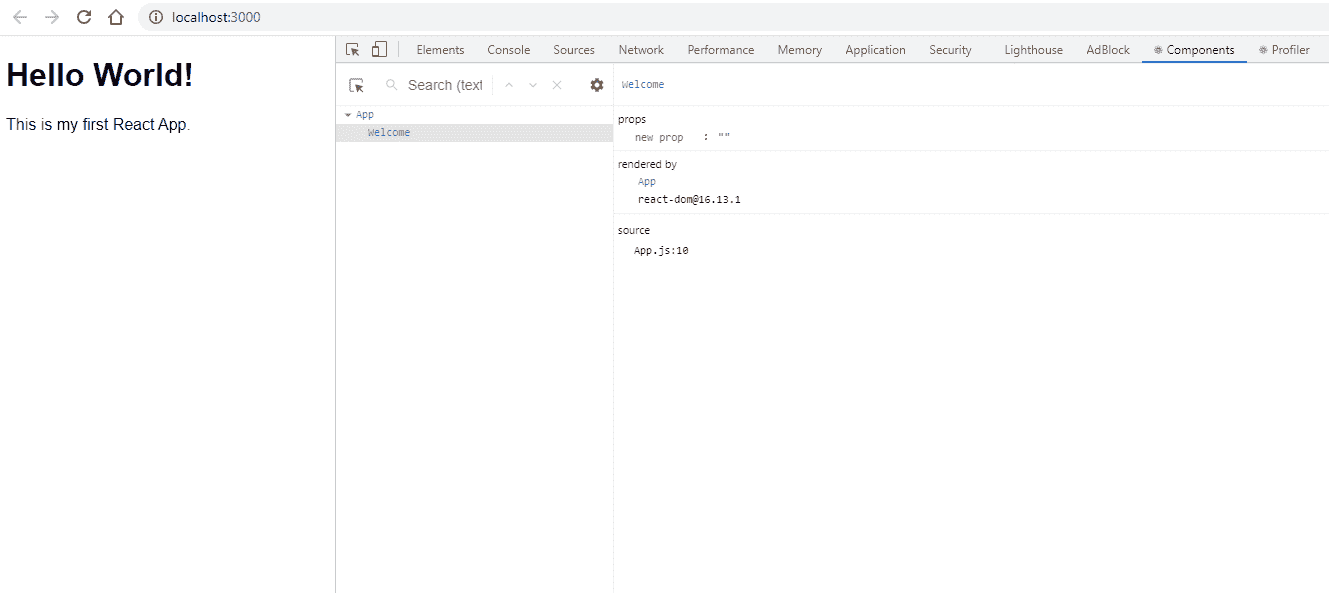 localhost:3000
Hello World!
This is my first React App.
Elements Console Sources Network Performance Memory Application Security Lighthouse AdBlock Components Profiler
Search (text
Welcome
App
Welcome
props
new prop : ""
rendered by
App
react-dom@16.13.1
source
App.js:10